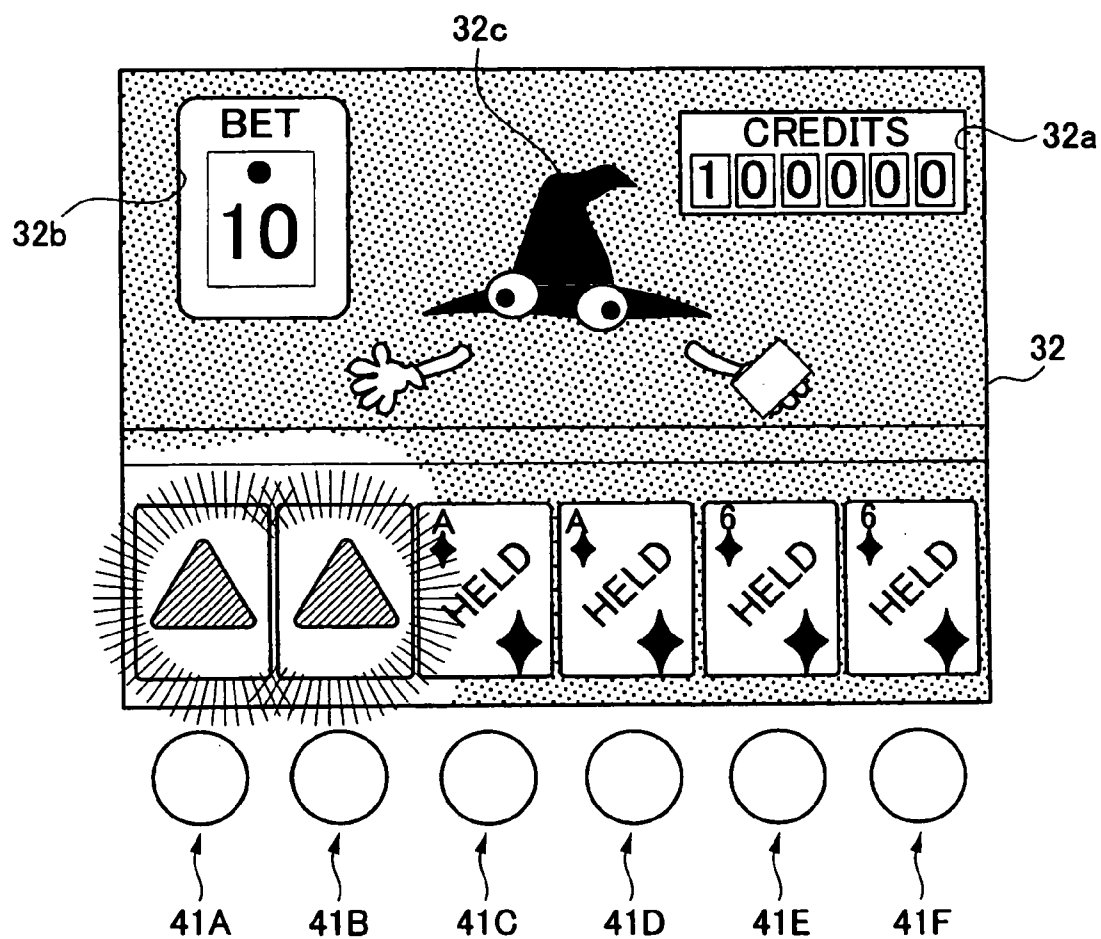 32c
BET
10
CREDITS
100000
32a
32b
32
A
HELD
A
HELD
6
HELD
6
HELD
41A
41B
41C
41D
41E
41F